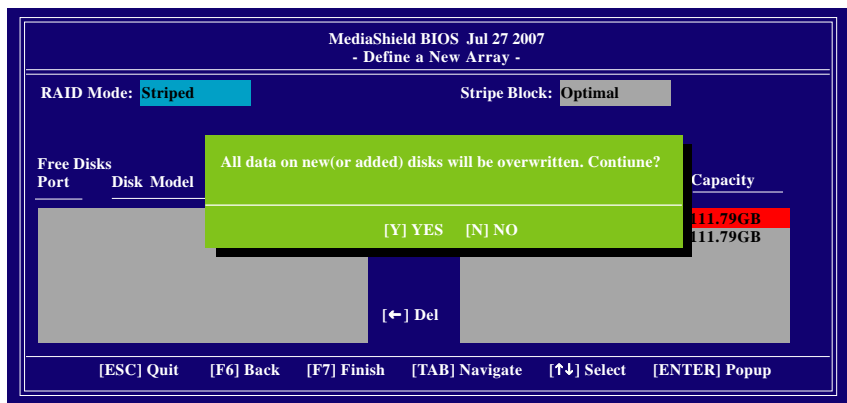 MediaShield BIOS Jul 27 2007
- Define a New Array -
RAID Mode: Striped
Stripe Block: Optimal
All data on new(or added) disks will be overwritten. Contiune?
[Y] YES [N] NO
Free Disks
Port Disk Model
Capacity
111.79GB
111.79GB
[←] Del
[ESC] Quit [F6] Back [F7] Finish [TAB] Navigate [↑↓] Select [ENTER] Popup